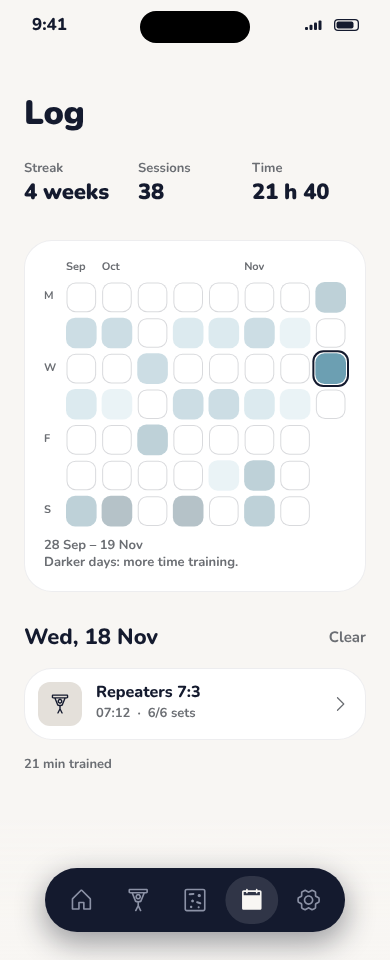 9:41
Log
Streak
4 weeks
Sessions
38
Time
21 h 40
Sep Oct Nov
M
W
F
S
28 Sep – 19 Nov
Darker days: more time training.
Wed, 18 Nov
Clear
Repeaters 7:3
07:12 · 6/6 sets
21 min trained